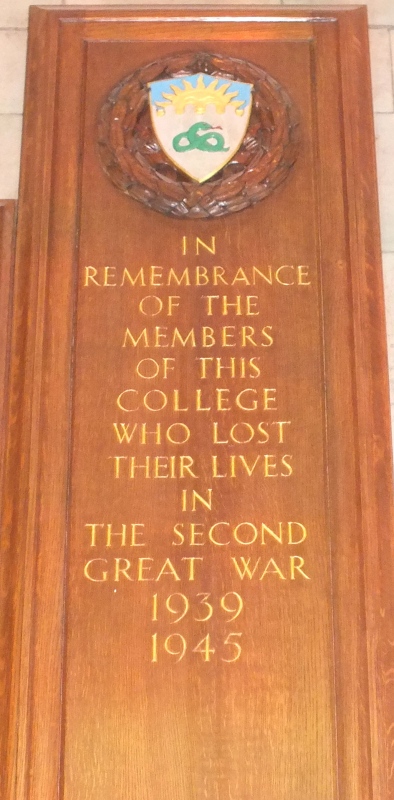 IN
REMEMBRANCE
OF THE
MEMBERS
OF THIS
COLLEGE
WHO LOST
THEIR LIVES
IN
THE SECOND
GREAT WAR
1939
1945